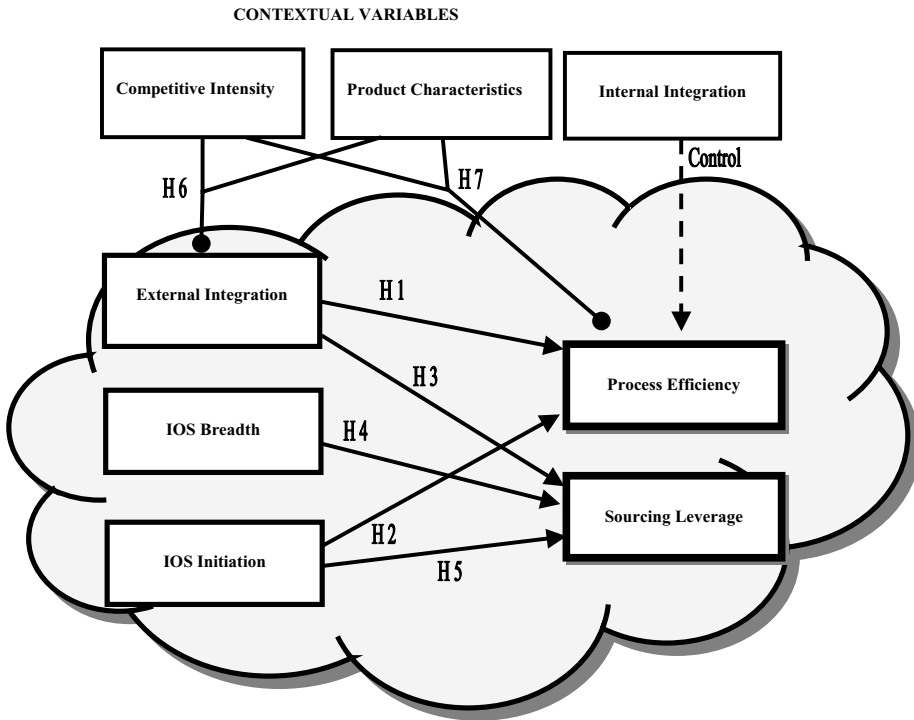 CONTEXTUAL VARIABLES
Competitive Intensity
Product Characteristics
Internal Integration
Control
H6
H7
External Integration
H1
Process Efficiency
H3
IOS Breadth
H4
Sourcing Leverage
IOS Initiation
H2
H5